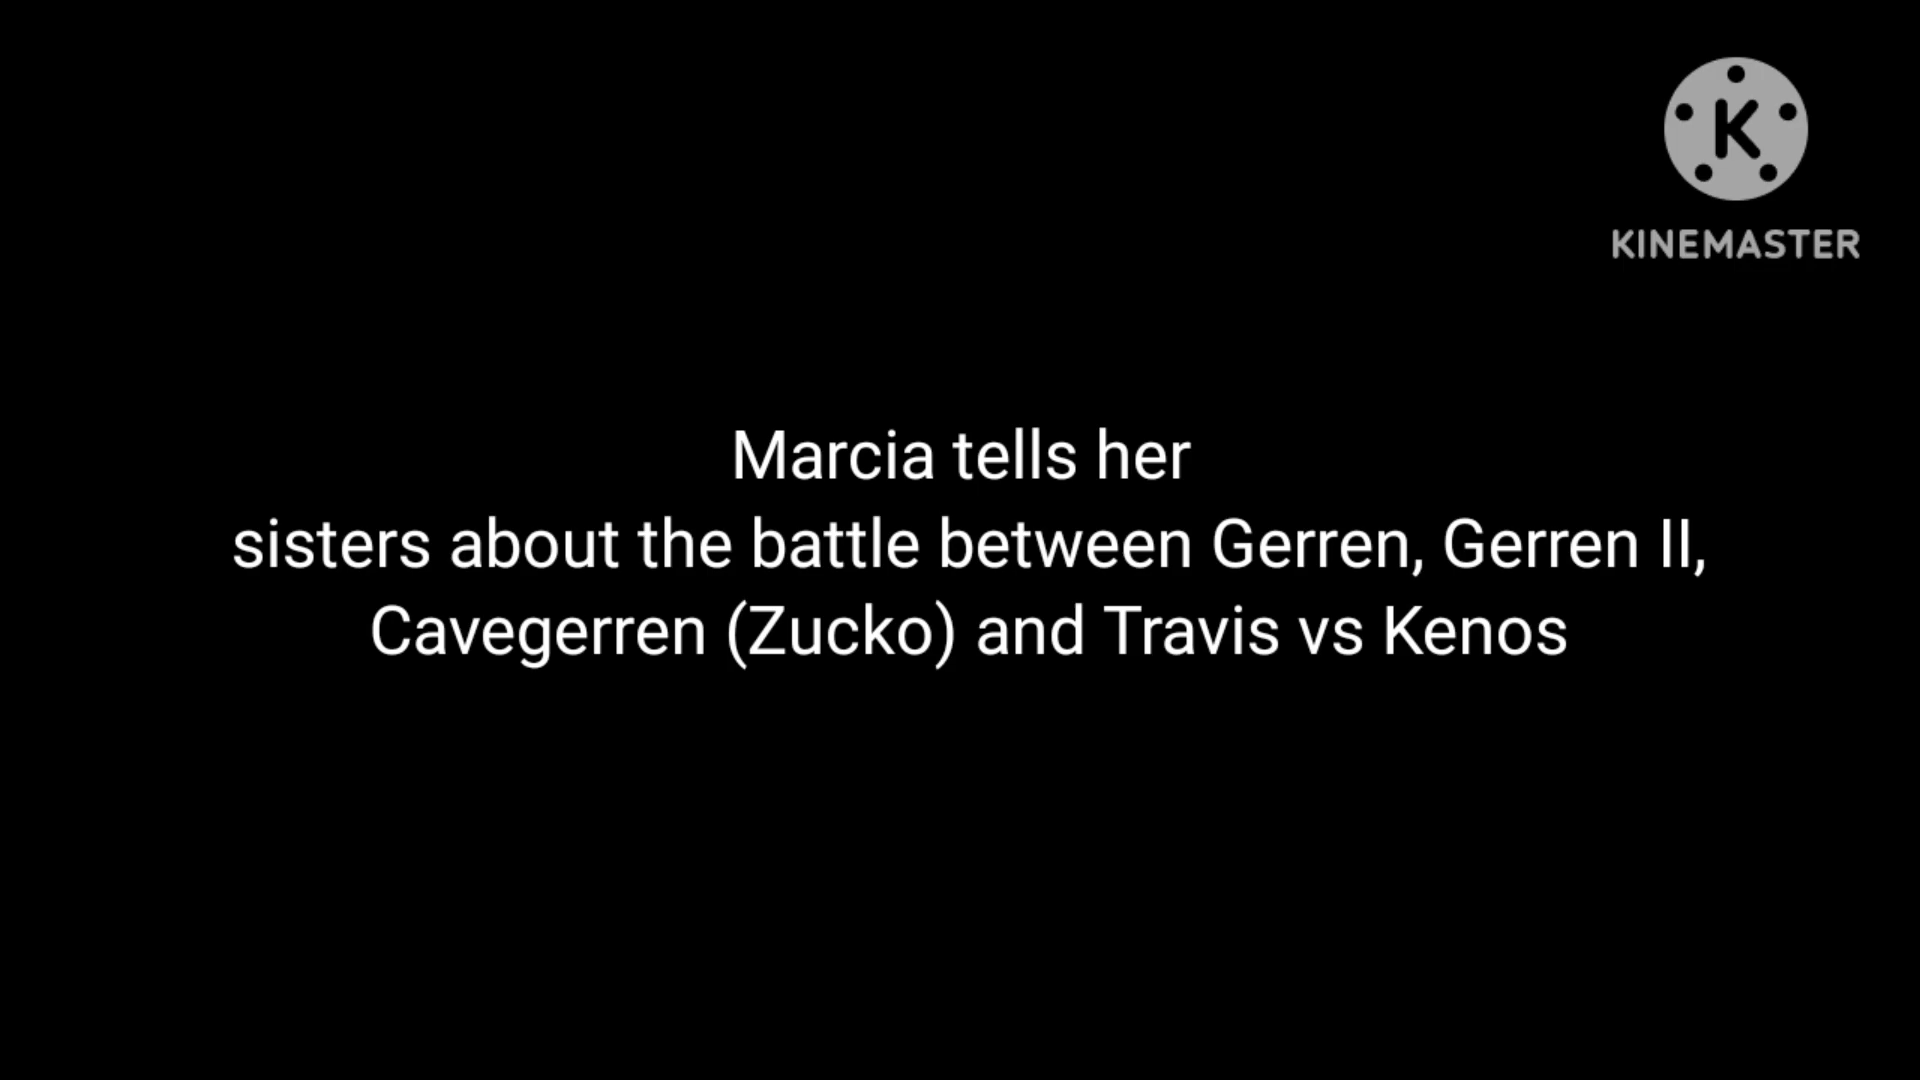 K
KINEMASTER
Marcia tells her
sisters about the battle between Gerren, Gerren II,
Cavegerren (Zucko) and Travis vs Kenos